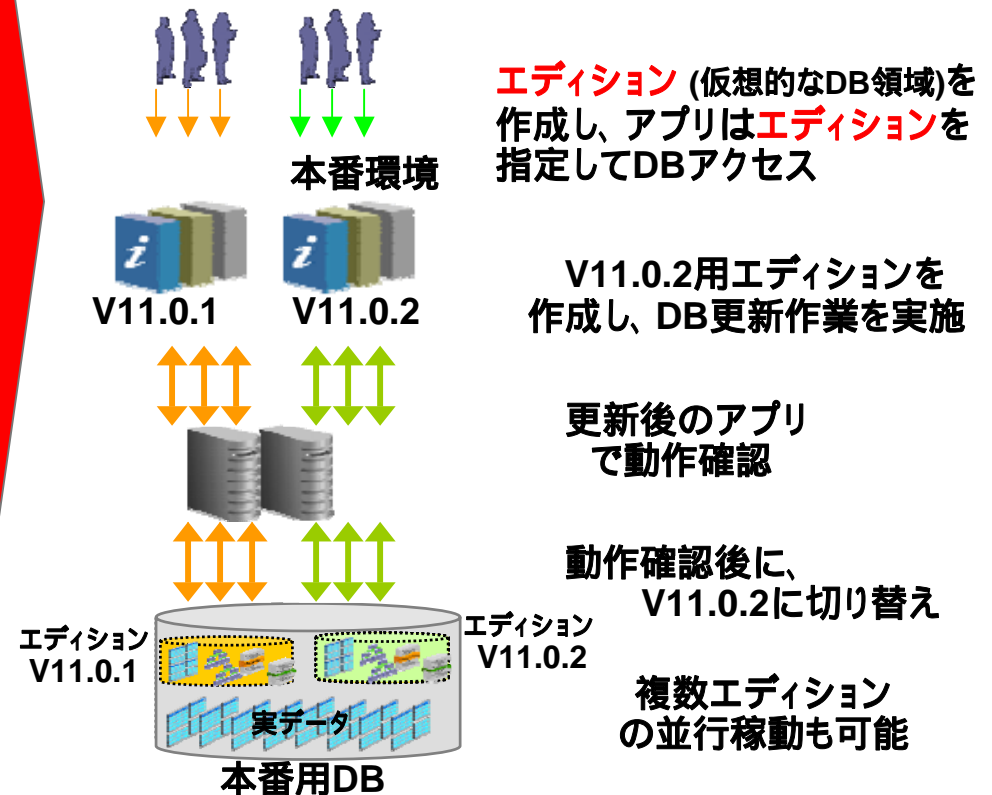 エディション (仮想的なDB領域)を
作成し、アプリはエディションを
指定してDBアクセス
本番環境
i
i
V11.0.1
V11.0.2
V11.0.2用エディションを
作成し、DB更新作業を実施
更新後のアプリ
で動作確認
動作確認後に、
V11.0.2に切り替え
エディション
V11.0.1
エディション
V11.0.2
実データ
複数エディション
の並行稼動も可能
本番用DB